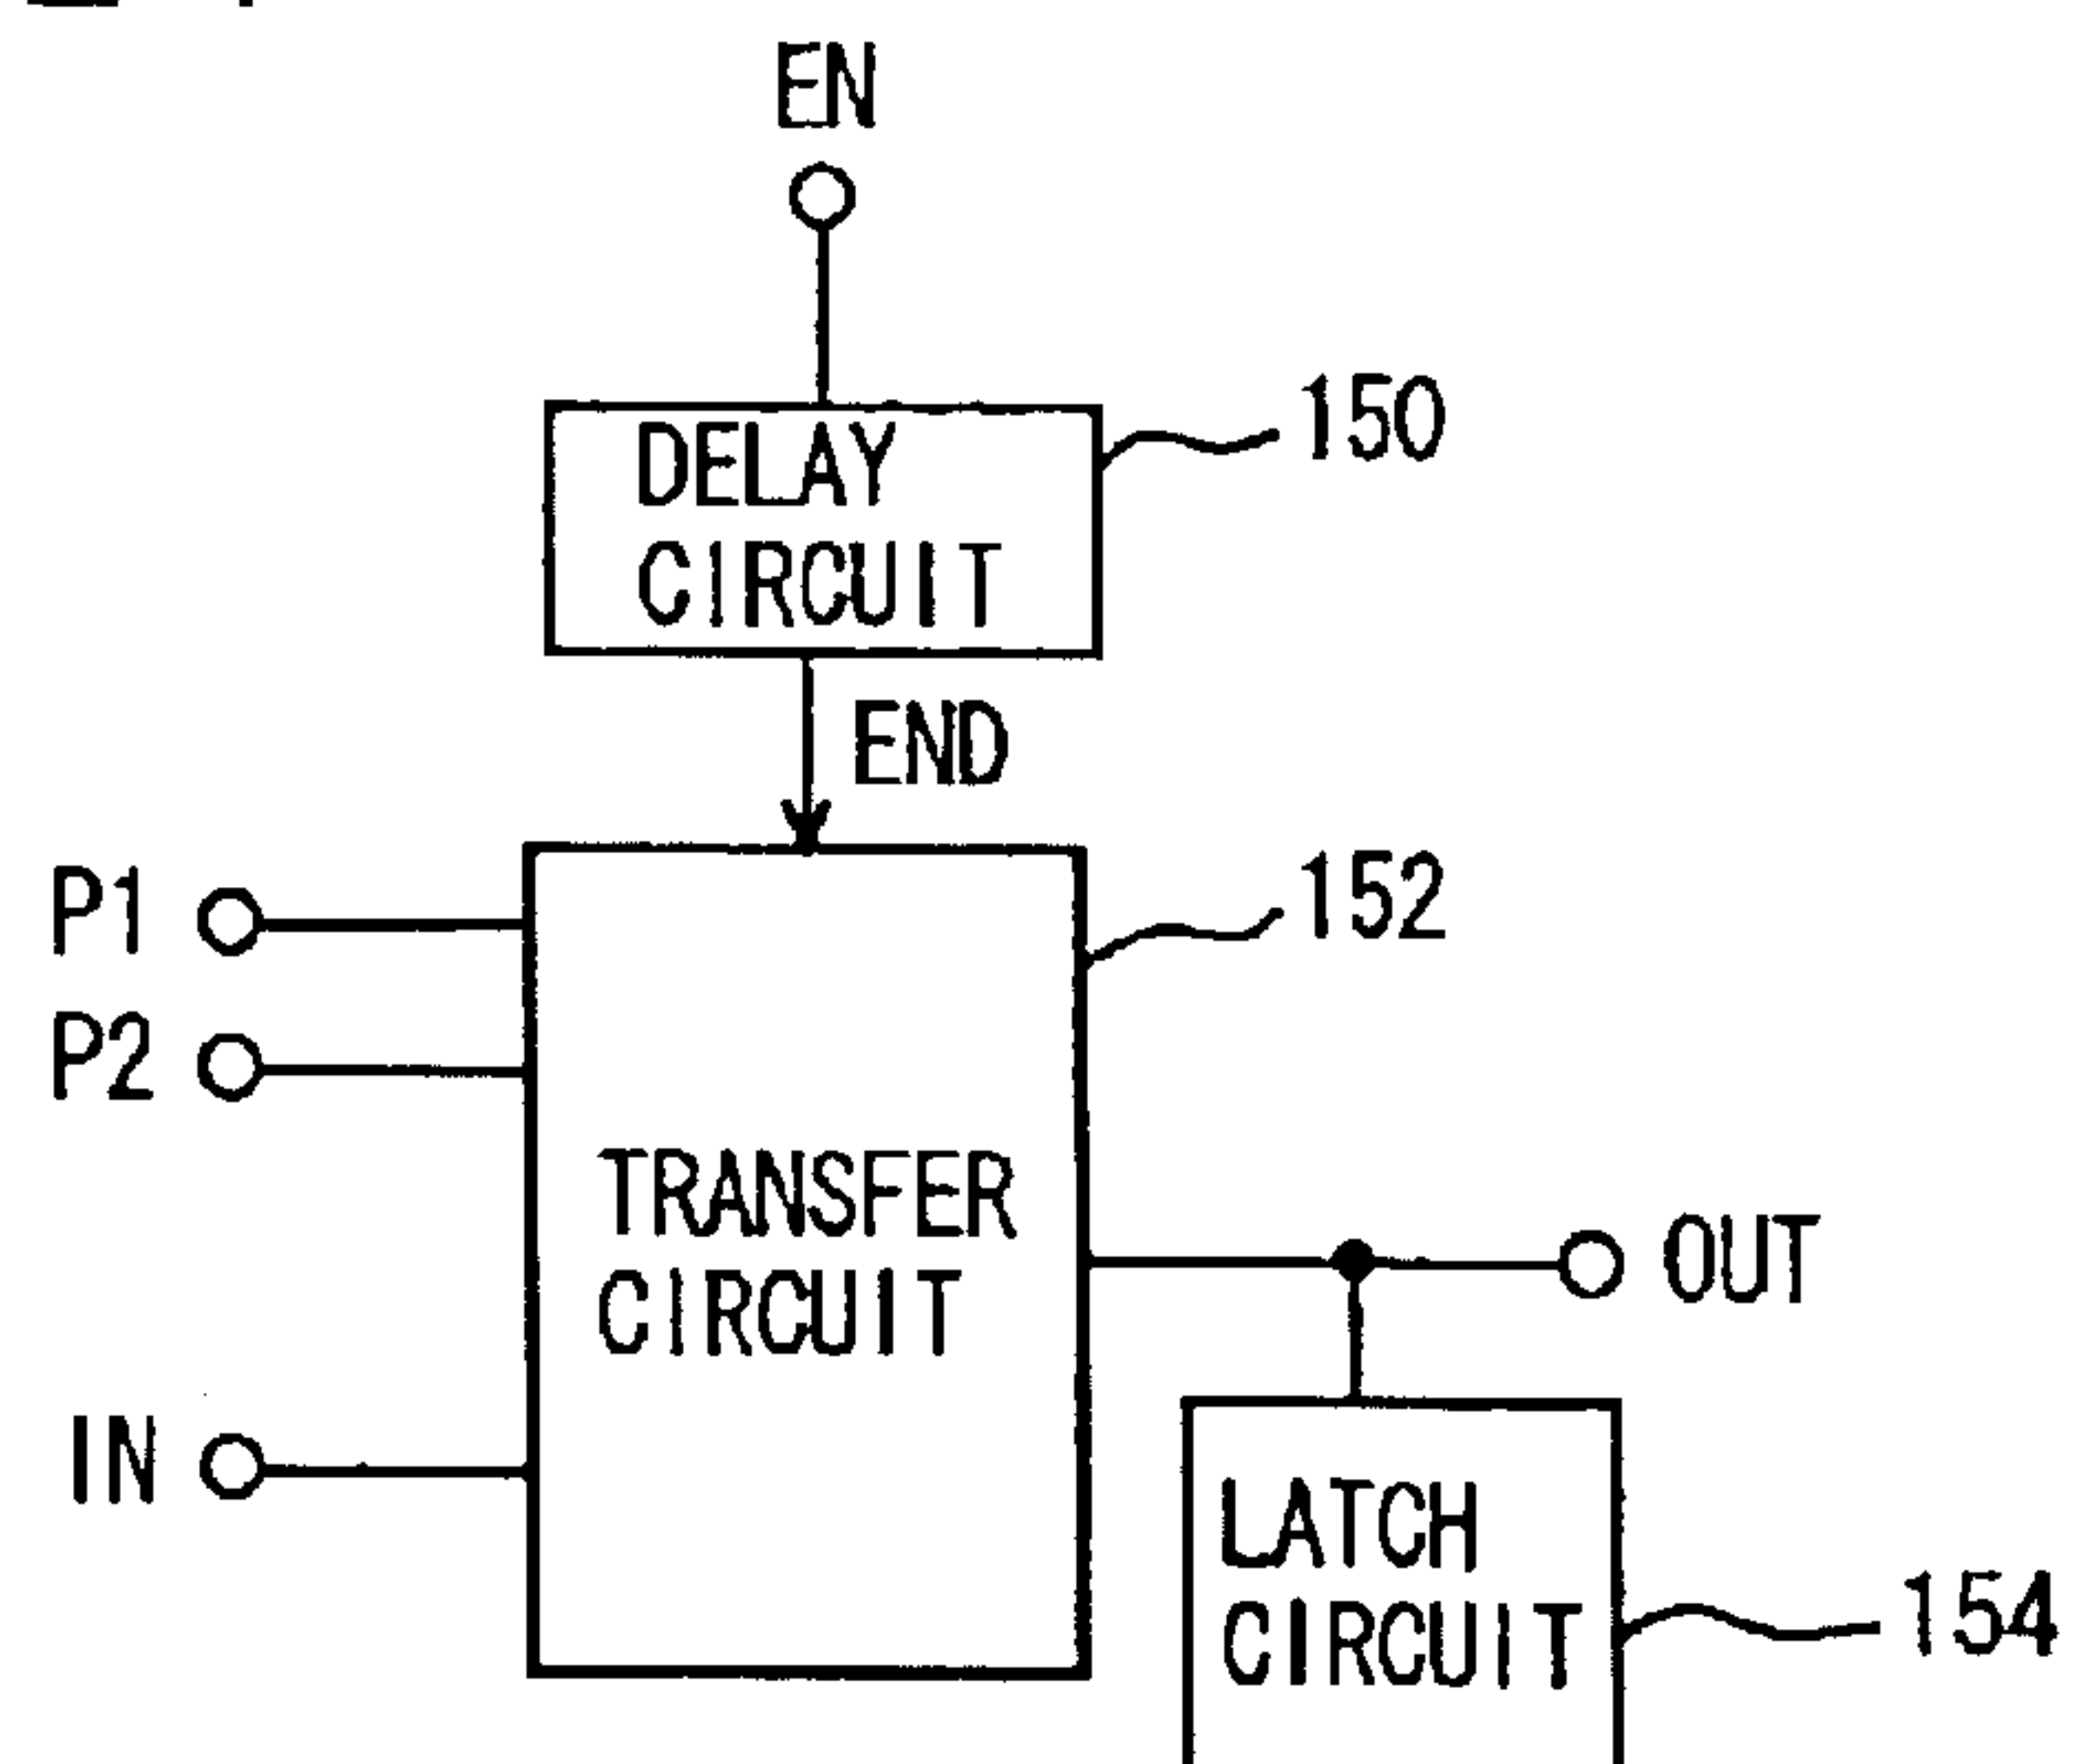 EN
DELAY
CIRCUIT
150
END
152
P1
P2
TRANSFER
CIRCUIT
OUT
IN
LATCH
CIRCUIT
154